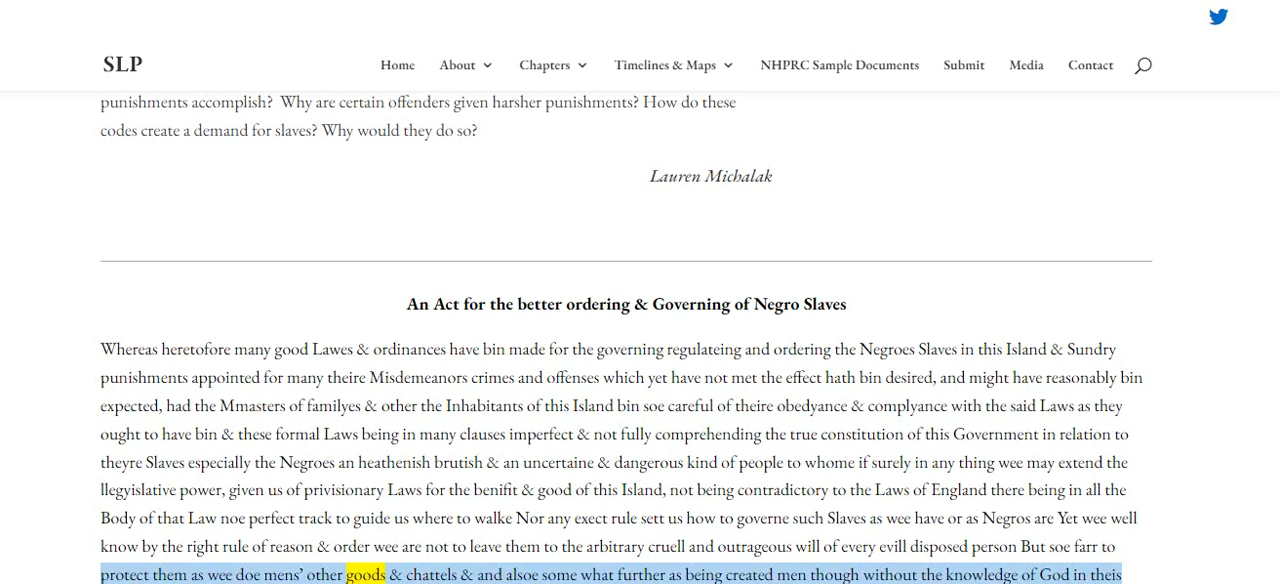 SLP
Home
About
Chapters
Timelines & Maps
NHPRC Sample Documents
Submit
Media
Contact
punishments accomplish? Why are certain offenders given harsher punishments? How do these
codes create a demand for slaves? Why would they do so?
Lauren Michalak
An Act for the better ordering & Governing of Negro Slaves
Whereas heretofore many good Lawes & ordinances have bin made for the governing regulateing and ordering the Negroes Slaves in this Island & Sundry
punishments appointed for many theire Misdemeanors crimes and offenses which yet have not met the effect hath bin desired, and might have reasonably bin
expected, had the Mmasters of familyes & other the Inhabitants of this Island bin soe careful of theire obedyance & complyance with the said Laws as they
ought to have bin & these formal Laws being in many clauses imperfect & not fully comprehending the true constitution of this Government in relation to
theyre Slaves especially the Negroes an heathenish brutish & an uncertaine & dangerous kind of people to whome if surely in any thing wee may extend the
llegyislative power, given us of privisionary Laws for the benifit & good of this Island, not being contradictory to the Laws of England there being in all the
Body of that Law noe perfect track to guide us where to walke Nor any exect rule sett us how to governe such Slaves as wee have or as Negros are Yet wee well
know by the right rule of reason & order wee are not to leave them to the arbitrary cruell and outrageous will of every evill disposed person But soe farr to
protect them as wee doe mens’ other goods & chattels & and alsoe some what further as being created men though without the knowledge of God in theis